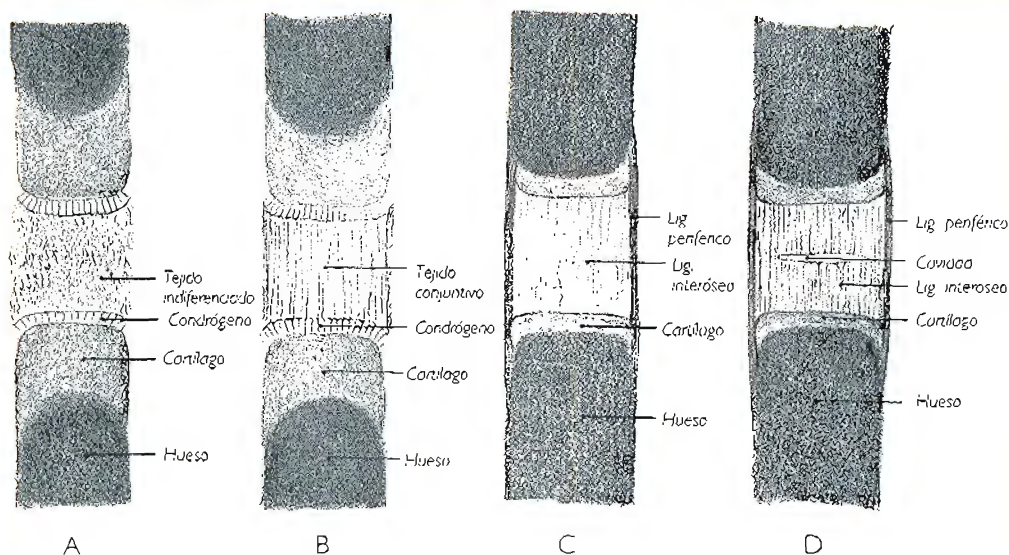 Tejido
indiferenciado
Condrógeno
Cartílago
Hueso
A
Tejido
conjuntivo
Condrógeno
Cartílago
Hueso
B
Lig
periférico
Lig.
interóseo
Cartílago
Hueso
C
Lig periférico
Cavidad
Lig interóseo
Cartílago
Hueso
D